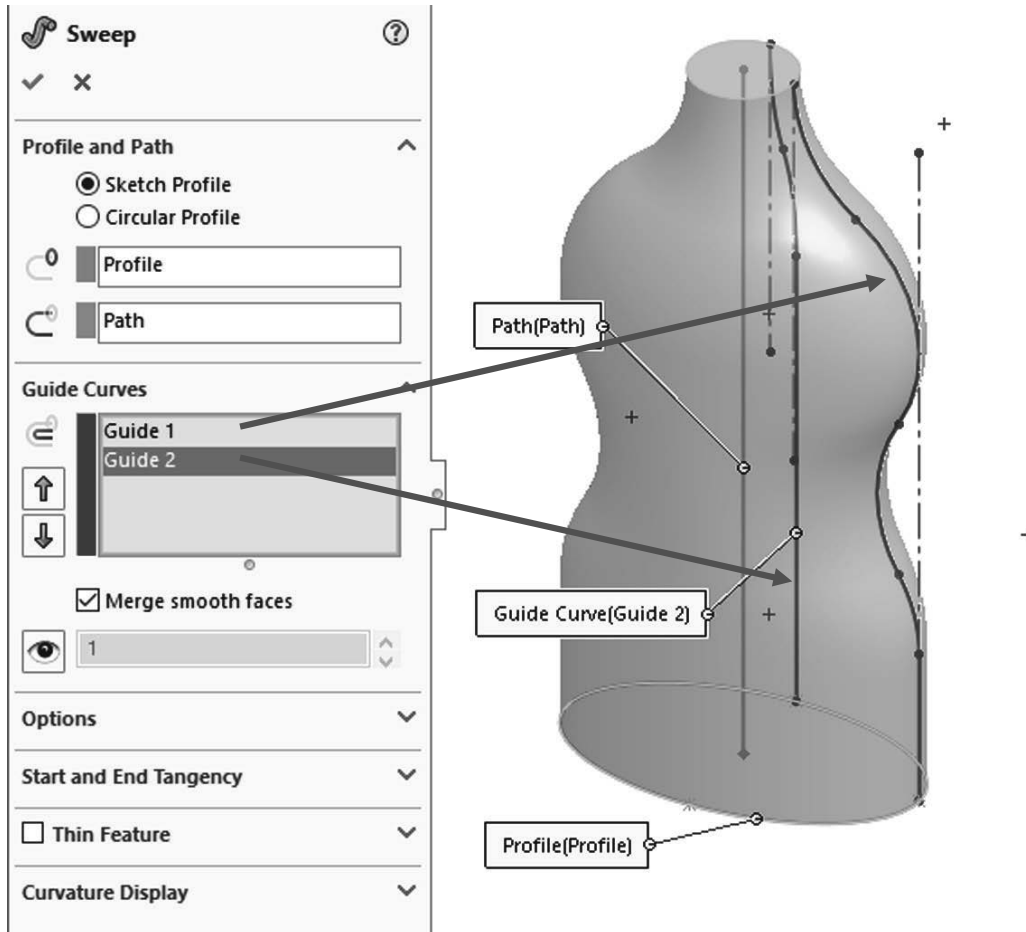 Sweep
Profile and Path
Sketch Profile
Circular Profile
Profile
Path
Guide Curves
Guide 1
Guide 2
Merge smooth faces
1
Options
Start and End Tangency
Thin Feature
Curvature Display
Path(Path)
Guide Curve(Guide 2)
Profile(Profile)